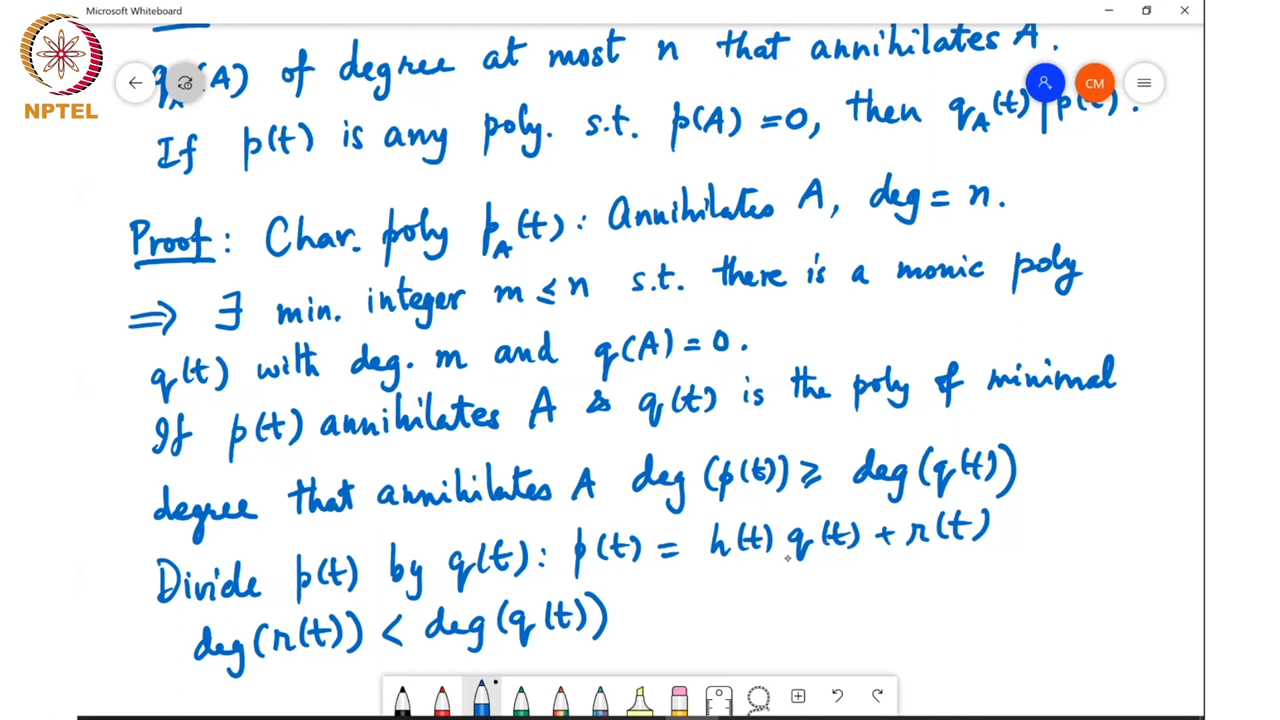 Microsoft Whiteboard
(A) of degree at most n that annihilates A.
NPTEL
CM
If p(t) is any poly. s.t. p(A) = 0, then q_A(t) | p(t).
Proof: Char. poly p_A(t): Annihilates A, deg = n.
⇒ ∃ min. integer m ≤ n s.t. there is a monic poly
q(t) with deg. m and q(A) = 0.
If p(t) annihilates A & q(t) is the poly of minimal
degree that annihilates A deg (p(t)) ≥ deg(q(t))
Divide p(t) by q(t): p(t) = h(t) q(t) + r(t)
deg(r(t)) < deg(q(t))